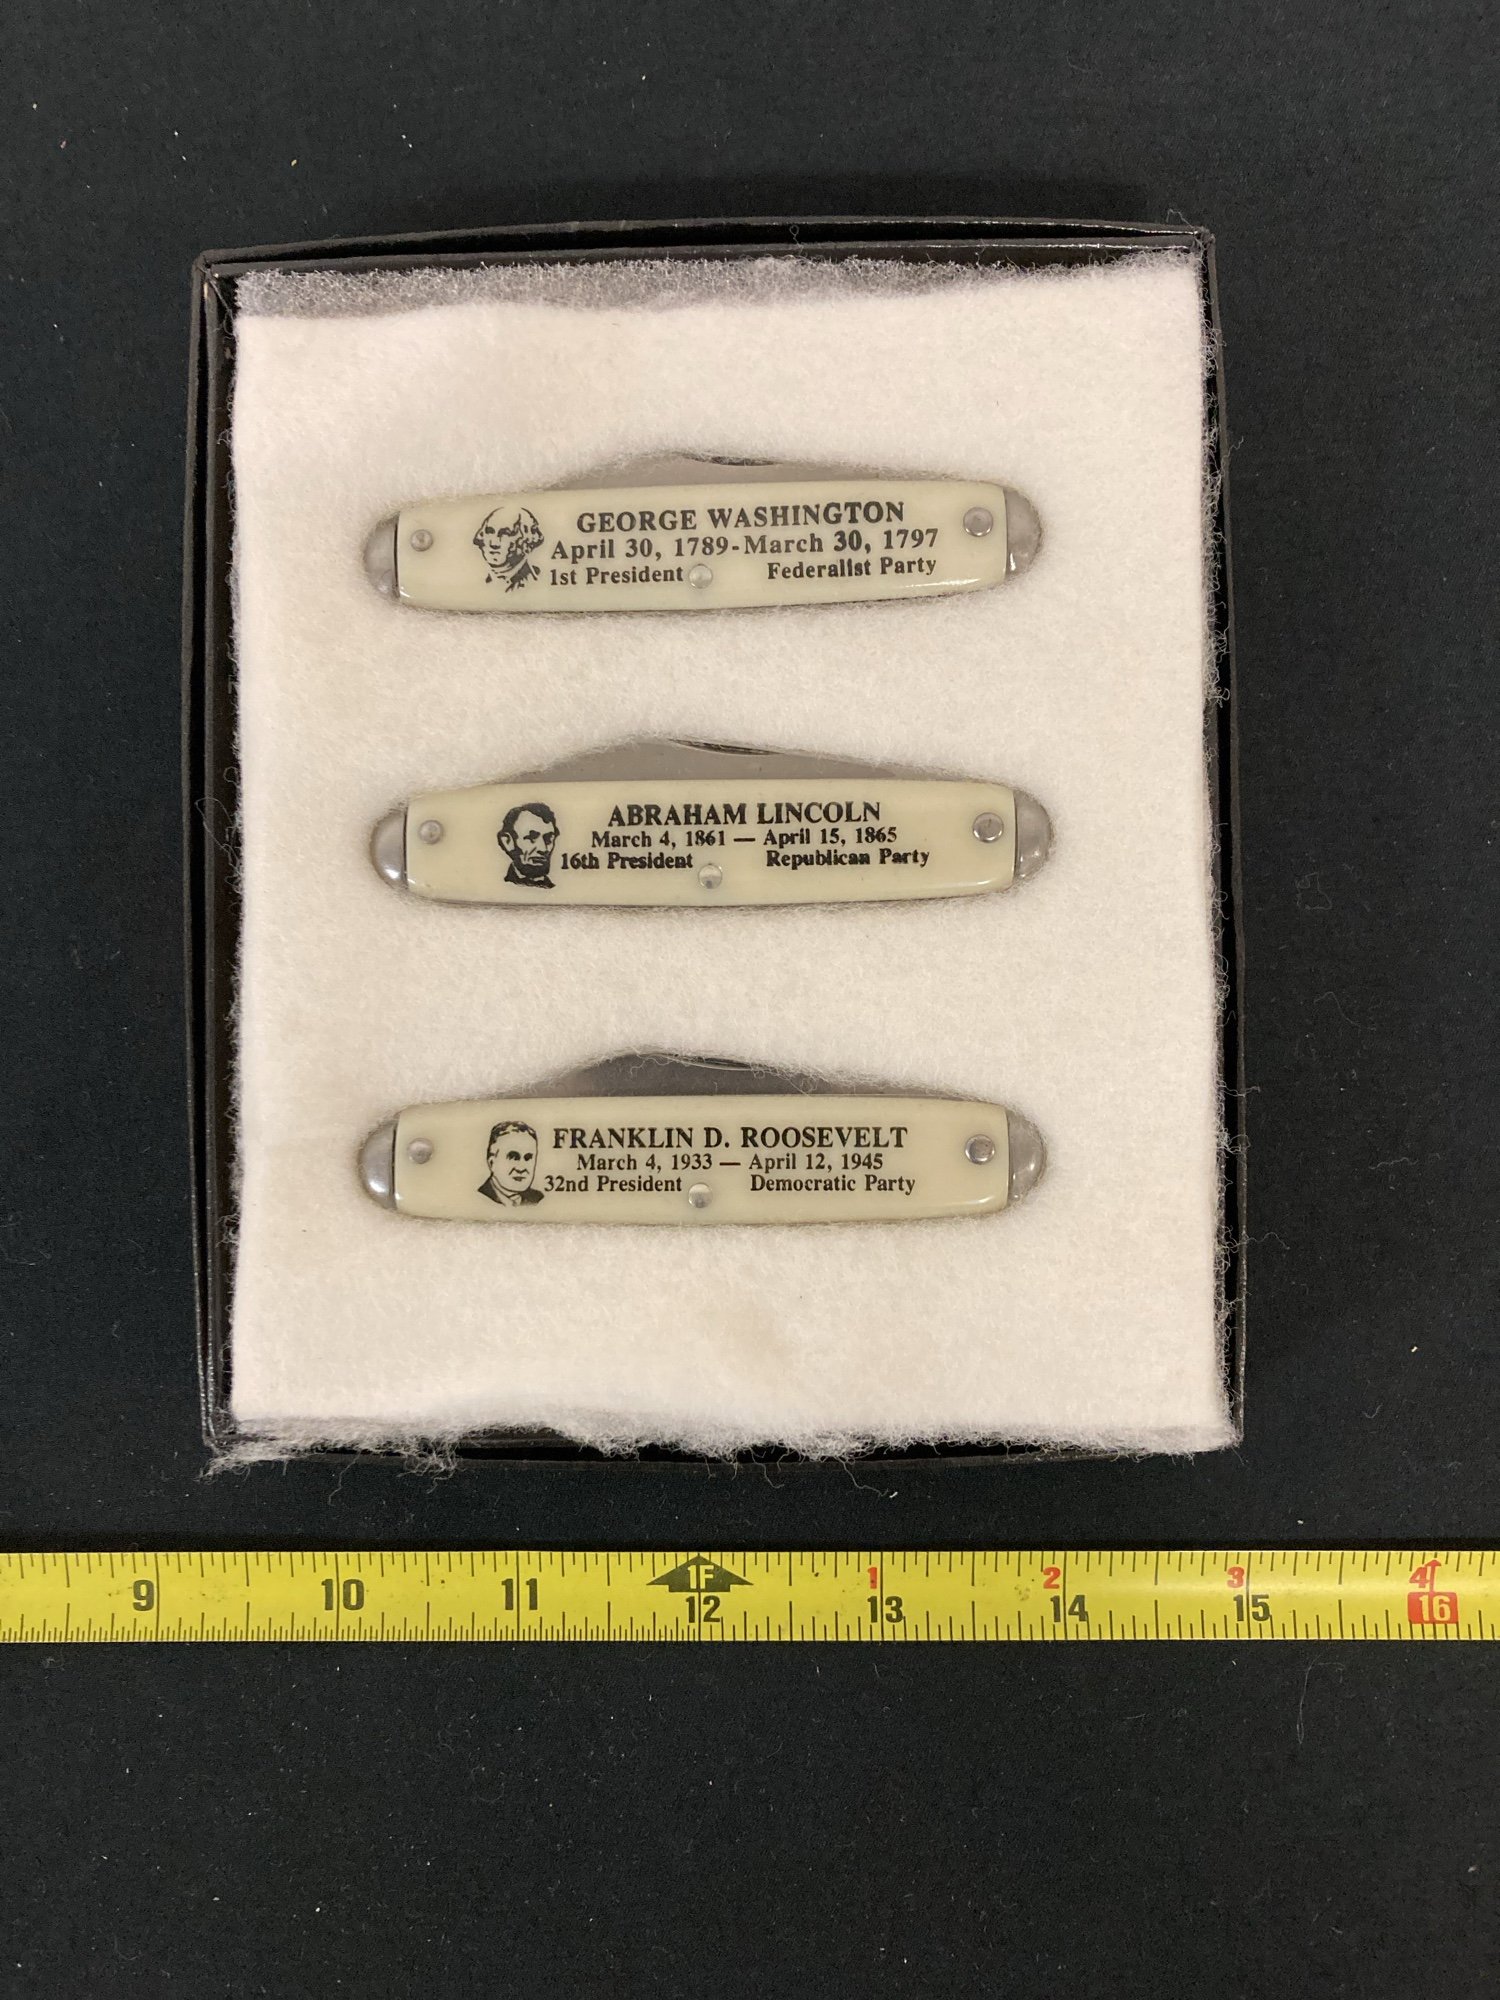 GEORGE WASHINGTON
April 30, 1789-March 30, 1797
1st President Federalist Party
ABRAHAM LINCOLN
March 4, 1861 — April 15, 1865
16th President Republican Party
FRANKLIN D. ROOSEVELT
March 4, 1933 — April 12, 1945
32nd President Democratic Party
1F 1 2 3 4
9 10 11 12 13 14 15 16